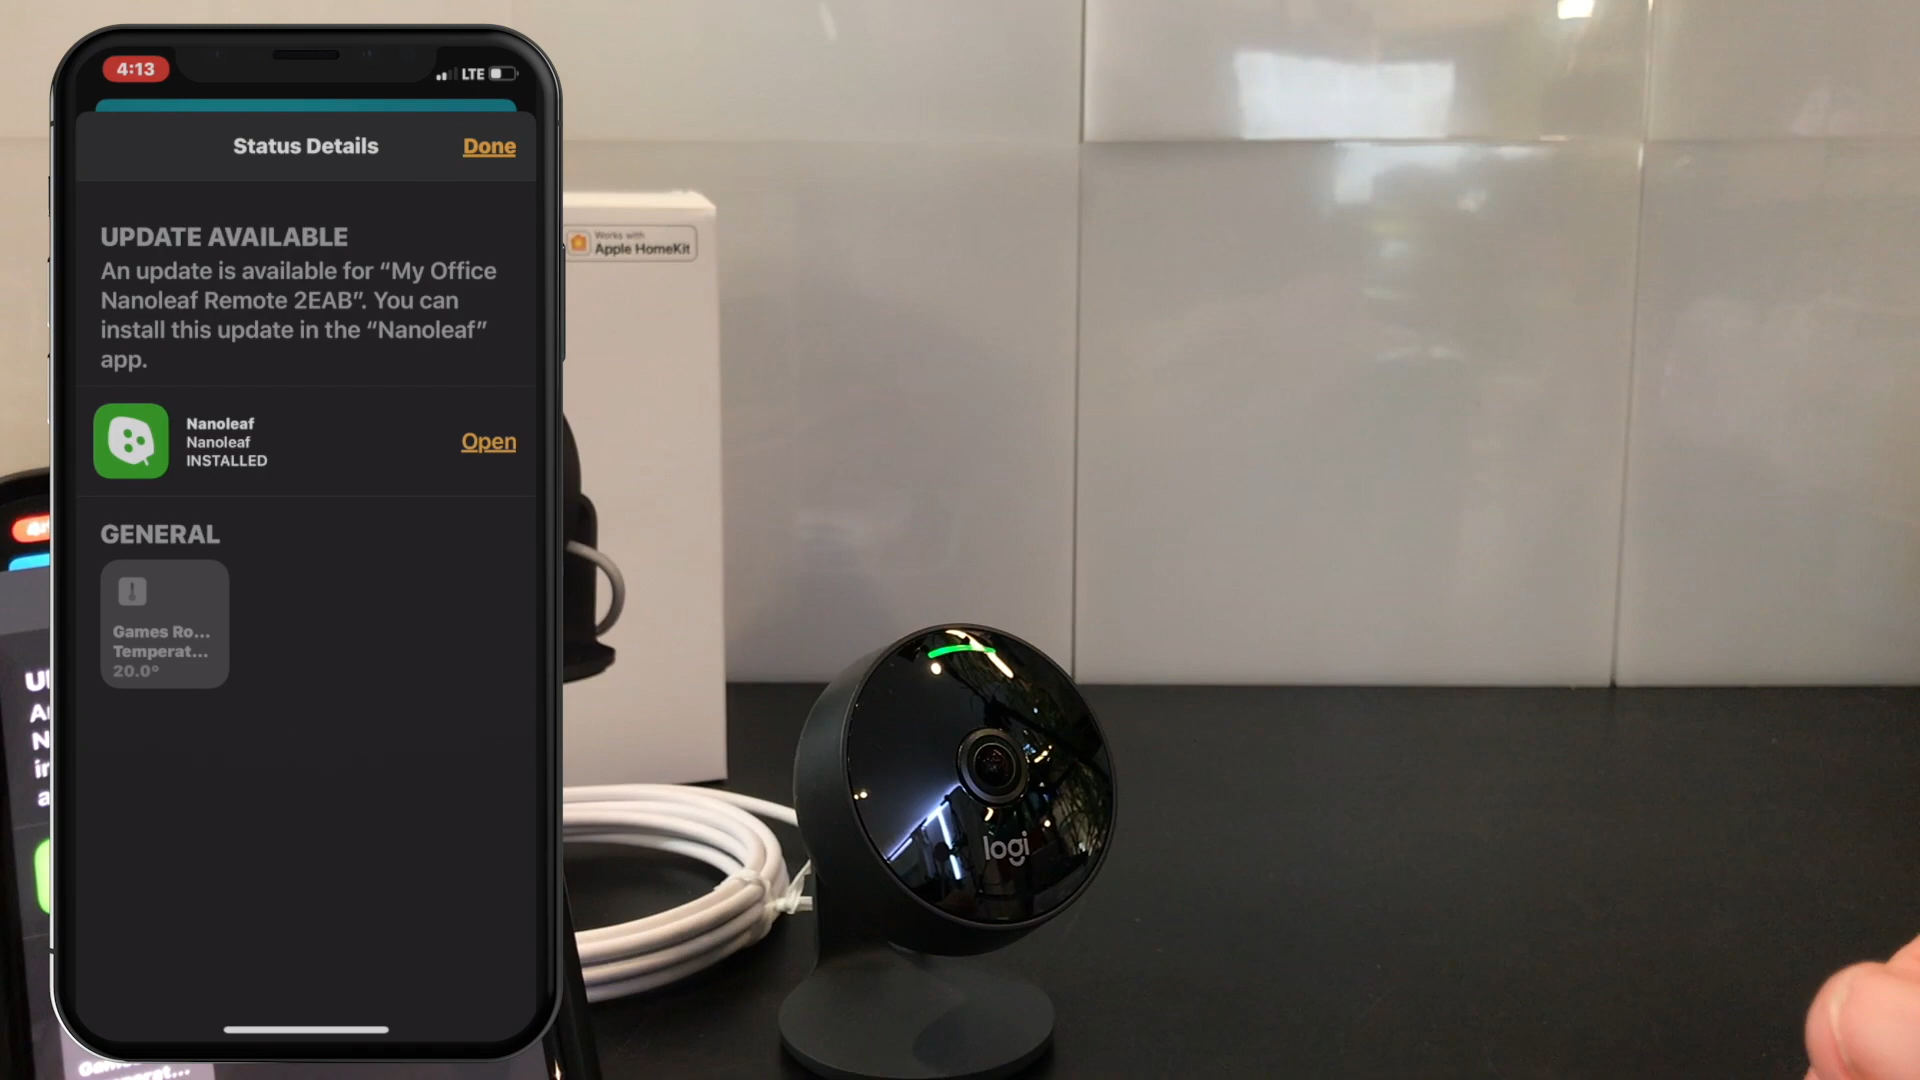 4:13
LTE
Status Details
Done
UPDATE AVAILABLE
An update is available for “My Office
Nanoleaf Remote 2EAB”. You can
install this update in the “Nanoleaf”
app.
Nanoleaf
Nanoleaf
INSTALLED
Open
GENERAL
Games Ro...
Temperat...
20.0°
Works with
Apple HomeKit
logi